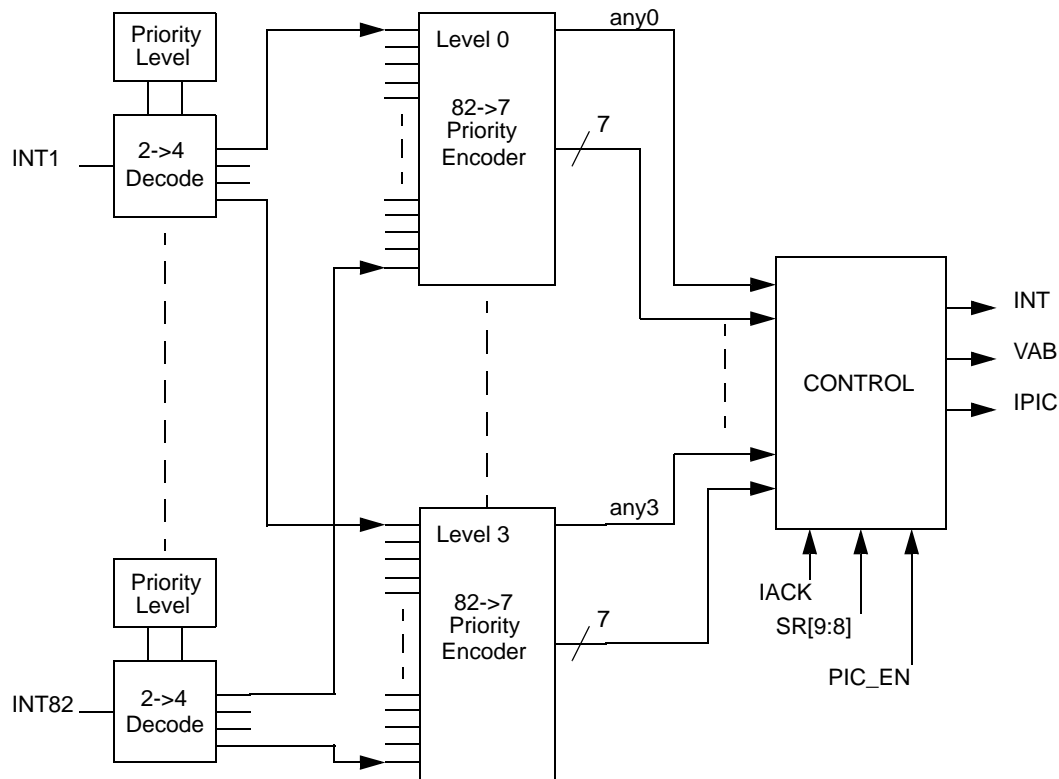 Priority
Level
2->4
Decode
INT1
Level 0
82->7
Priority
Encoder
any0
7
CONTROL
INT
VAB
IPIC
Priority
Level
2->4
Decode
INT82
Level 3
82->7
Priority
Encoder
any3
7
IACK
SR[9:8]
PIC_EN